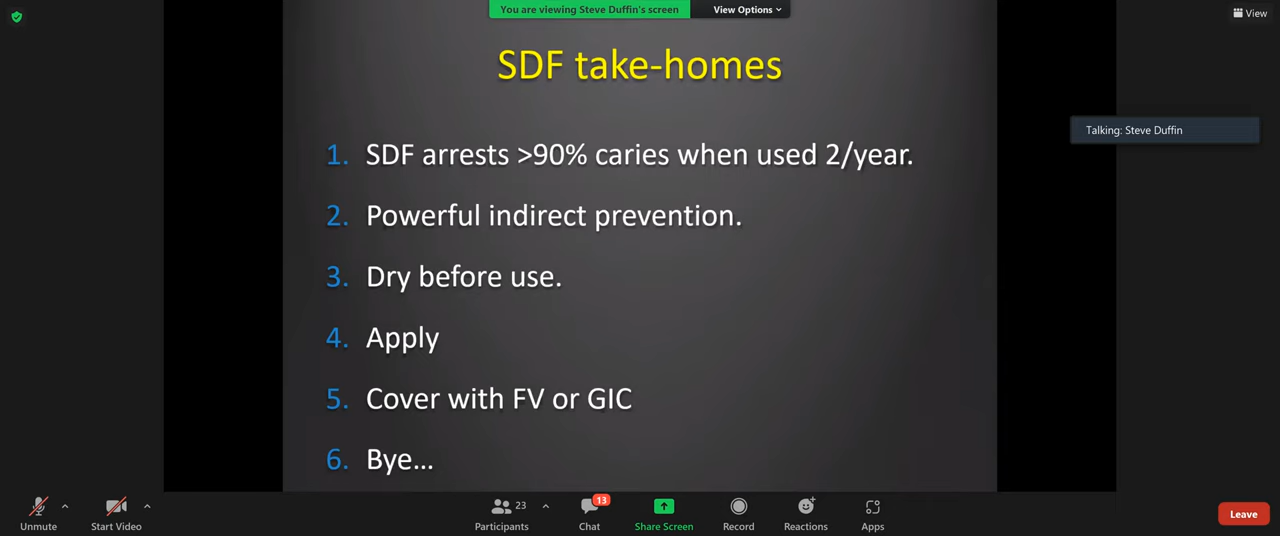 You are viewing Steve Duffin's screen View Options
View
SDF take-homes
Talking: Steve Duffin
1. SDF arrests >90% caries when used 2/year.
2. Powerful indirect prevention.
3. Dry before use.
4. Apply
5. Cover with FV or GIC
6. Bye...
23 13
Unmute Start Video Participants Chat Share Screen Record Reactions Apps Leave